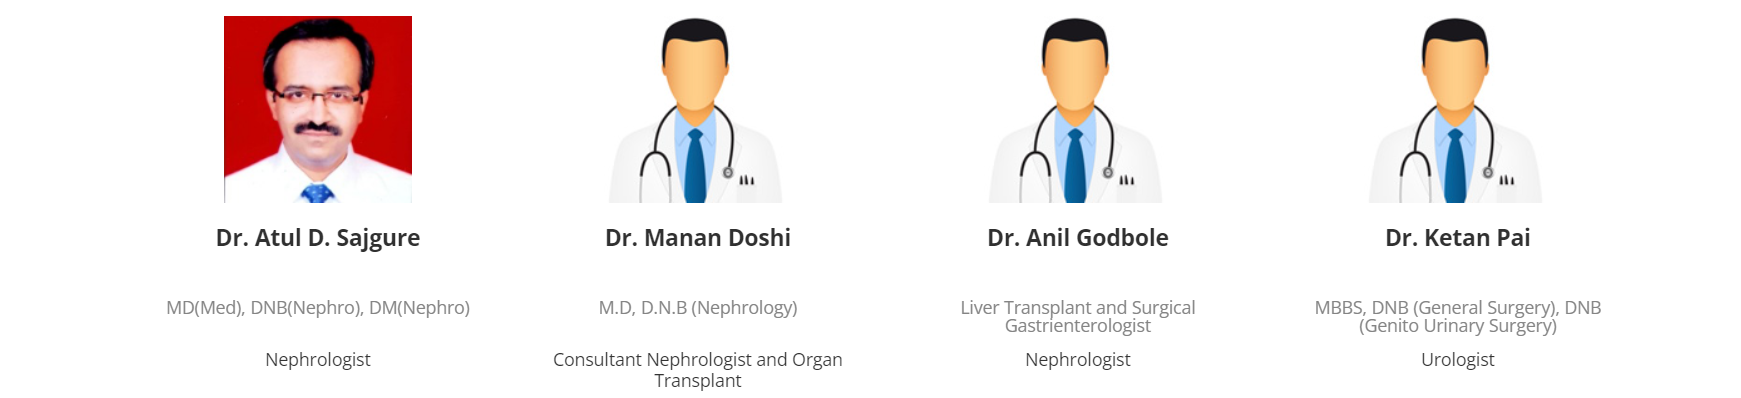 Dr. Atul D. Sajgure
Dr. Manan Doshi
Dr. Anil Godbole
Dr. Ketan Pai
MD(Med), DNB(Nephro), DM(Nephro)
M.D, D.N.B (Nephrology)
Liver Transplant and Surgical
Gastrienterologist
MBBS, DNB (General Surgery), DNB
(Genito Urinary Surgery)
Nephrologist
Consultant Nephrologist and Organ
Transplant
Nephrologist
Urologist